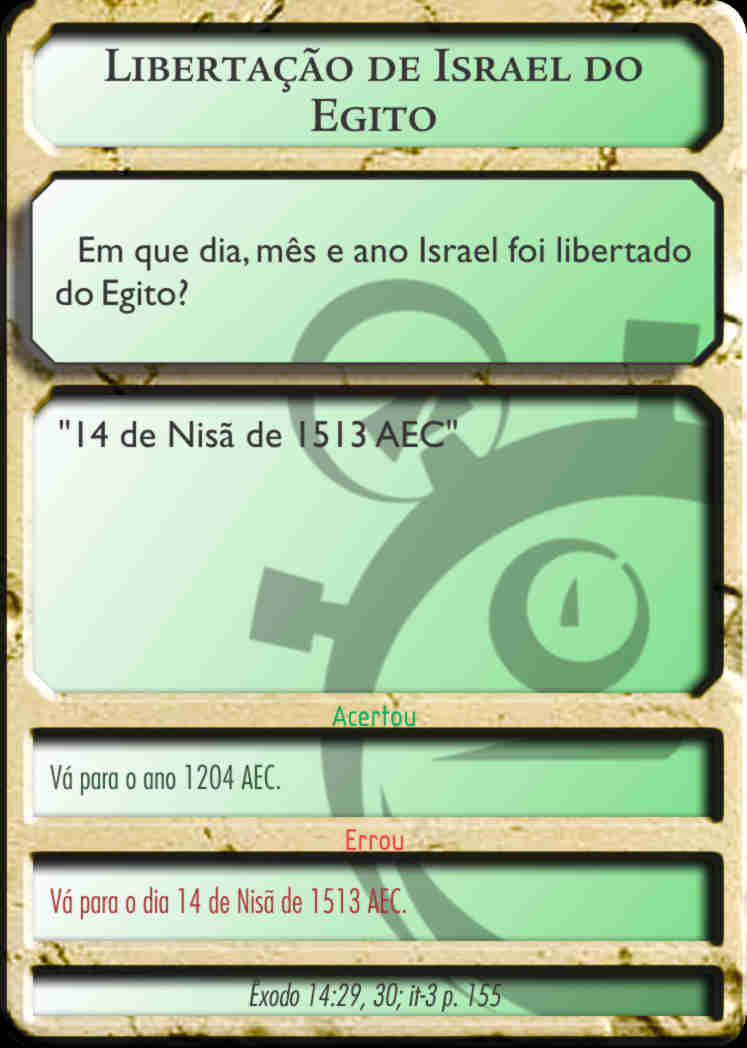 Libertação de Israel do
Egito
Em que dia, mês e ano Israel foi libertado
do Egito?
"14 de Nisã de 1513 AEC"
Acertou
Vá para o ano 1204 AEC.
Errou
Vá para o dia 14 de Nisã de 1513 AEC.
Êxodo 14:29, 30; it-3 p. 155